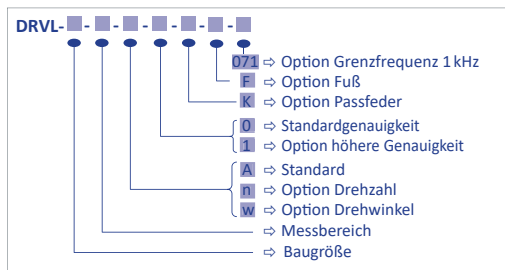 DRVL- - - - - - -
071 ⇨ Option Grenzfrequenz 1 kHz
F ⇨ Option Fuß
K ⇨ Option Passfeder
0 ⇨ Standardgenauigkeit
1 ⇨ Option höhere Genauigkeit
A ⇨ Standard
n ⇨ Option Drehzahl
w ⇨ Option Drehwinkel
⇨ Messbereich
⇨ Baugröße